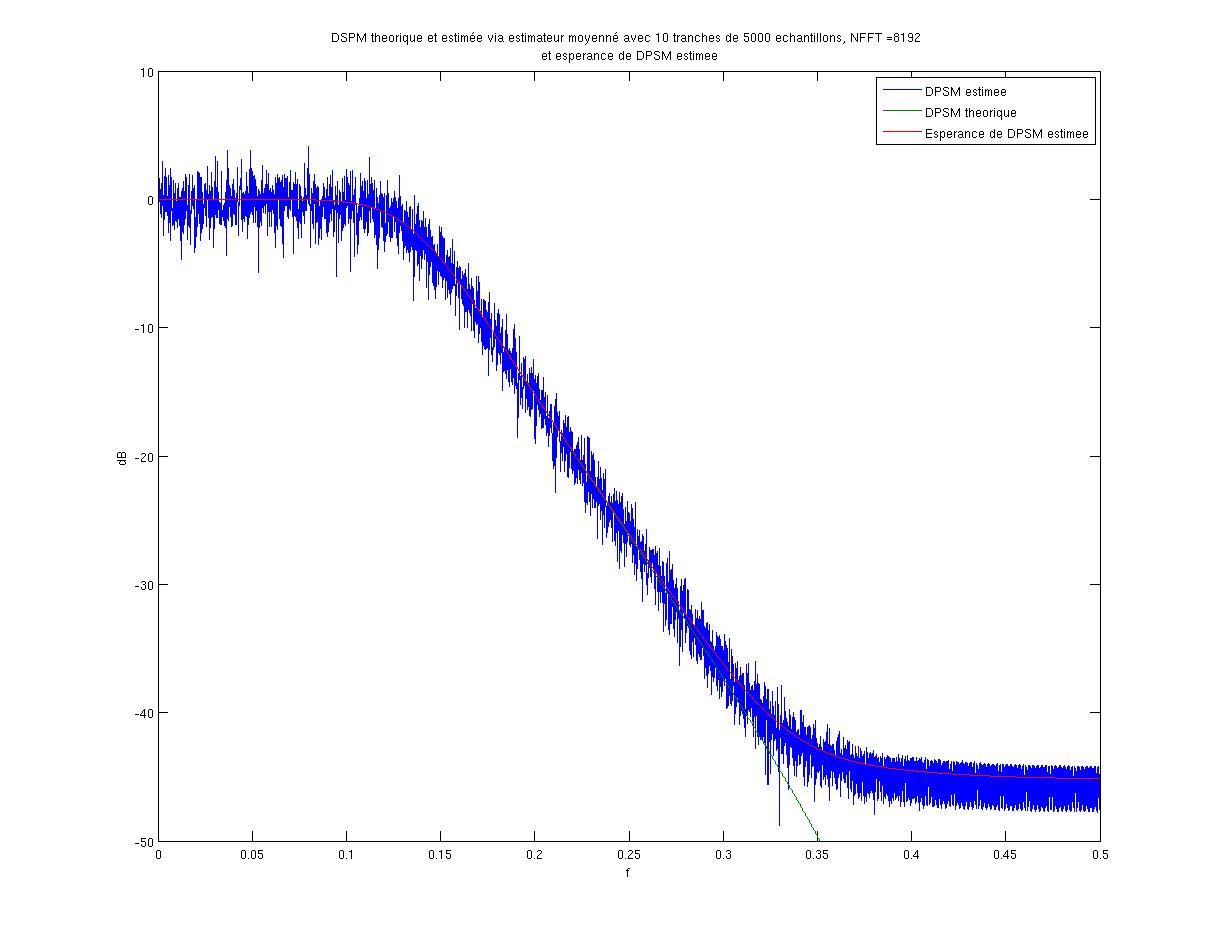 DSPM theorique et estimée via estimateur moyenné avec 10 tranches de 5000 echantillons, NFFT =8192
et esperance de DPSM estimee
DPSM estimee
DPSM theorique
Esperance de DPSM estimee
10
0
-10
-20
-30
-40
-50
dB
0 0.05 0.1 0.15 0.2 0.25 0.3 0.35 0.4 0.45 0.5
f